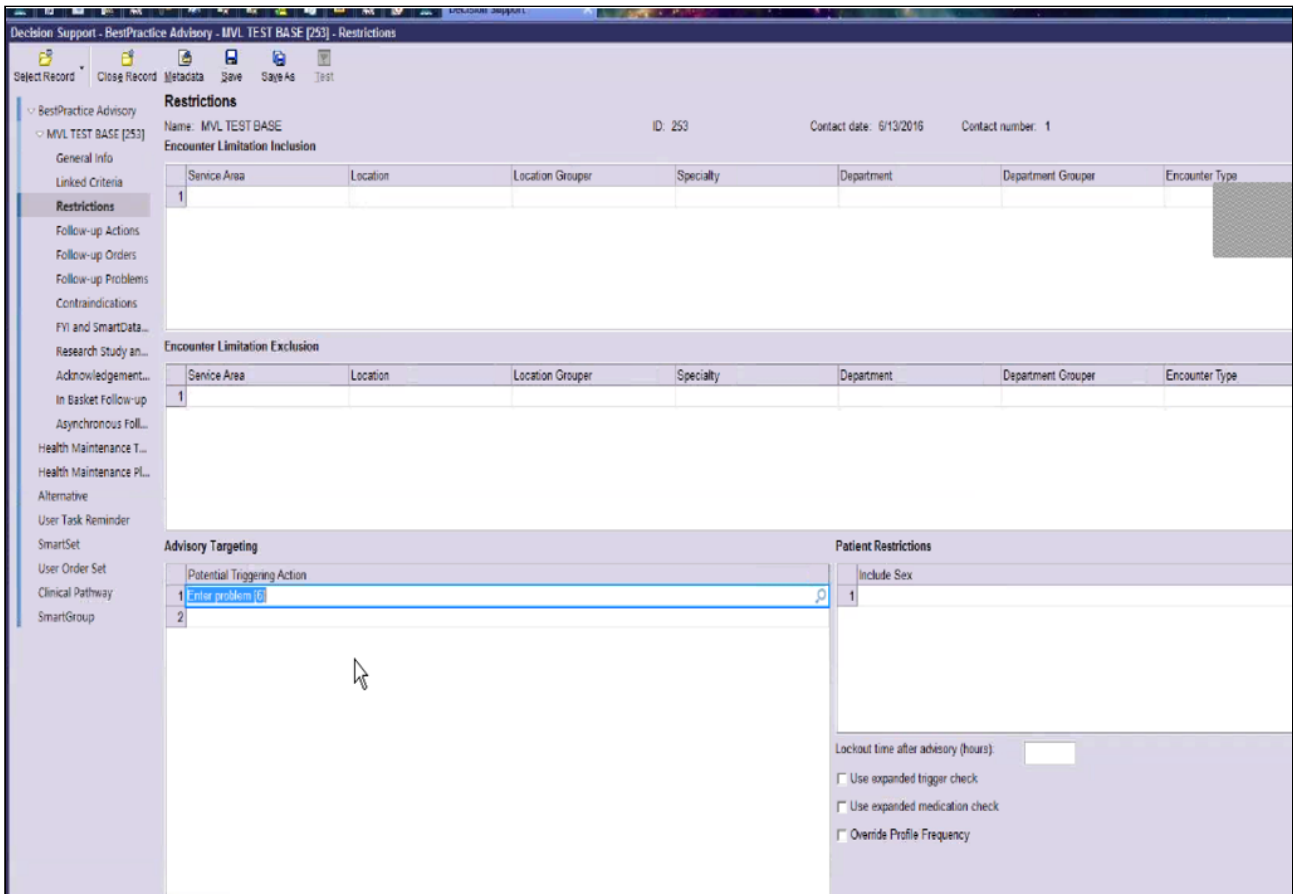 Decision Support
Decision Support - BestPractice Advisory - MVL TEST BASE [253] - Restrictions
Select Record Close Record Metadata Save Save As Test
BestPractice Advisory
MVL TEST BASE [253]
General Info
Linked Criteria
Restrictions
Follow-up Actions
Follow-up Orders
Follow-up Problems
Contraindications
FYI and SmartData...
Research Study an...
Acknowledgement...
In Basket Follow-up
Asynchronous Foll...
Health Maintenance T...
Health Maintenance Pl...
Alternative
User Task Reminder
SmartSet
User Order Set
Clinical Pathway
SmartGroup
Restrictions
Name: MVL TEST BASE ID: 253 Contact date: 6/13/2016 Contact number: 1
Encounter Limitation Inclusion
Service Area Location Location Grouper Specialty Department Department Grouper Encounter Type
1
Encounter Limitation Exclusion
Service Area Location Location Grouper Specialty Department Department Grouper Encounter Type
1
Advisory Targeting
Potential Triggering Action
1 Enter problem [6]
2
Patient Restrictions
Include Sex
1
Lockout time after advisory (hours):
Use expanded trigger check
Use expanded medication check
Override Profile Frequency